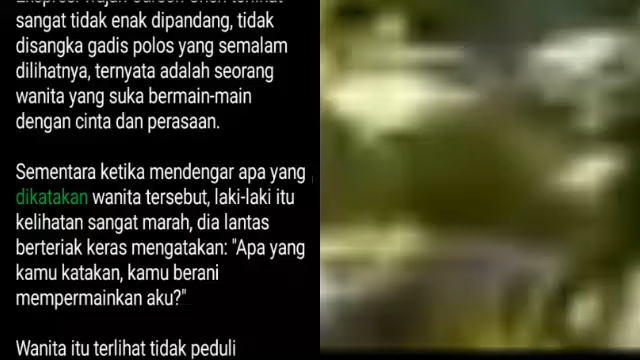 sangat tidak enak dipandang, tidak
disangka gadis polos yang semalam
dilihatnya, ternyata adalah seorang
wanita yang suka bermain-main
dengan cinta dan perasaan.
Sementara ketika mendengar apa yang
dikatakan wanita tersebut, laki-laki itu
kelihatan sangat marah, dia lantas
berteriak keras mengatakan: "Apa yang
kamu katakan, kamu berani
mempermainkan aku?"
Wanita itu terlihat tidak peduli